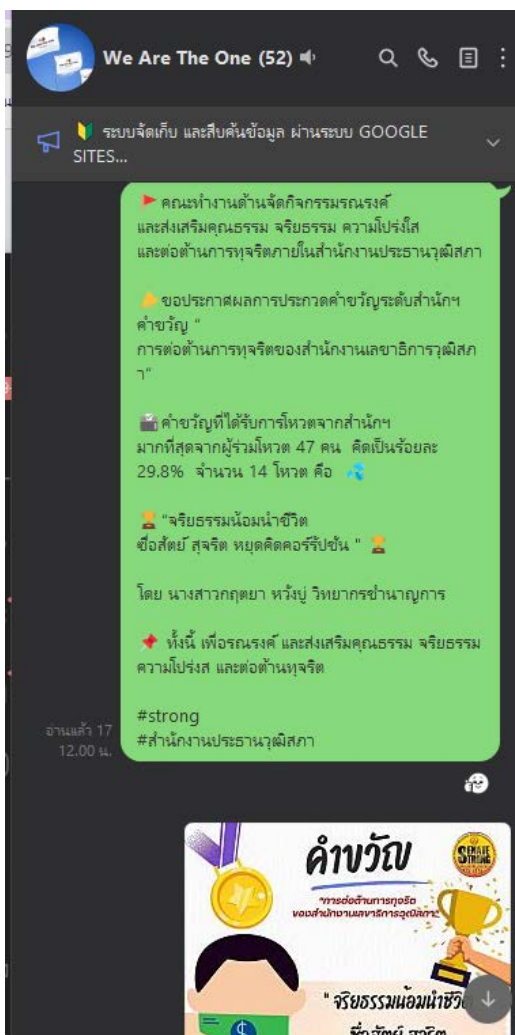 We Are The One (52)
🔰 ระบบจัดเก็บ และสืบค้นข้อมูล ผ่านระบบ GOOGLE
SITES...
🚩 คณะทำงานด้านจัดกิจกรรมรณรงค์
และส่งเสริมคุณธรรม จริยธรรม ความโปร่งใส
และต่อต้านการทุจริตภายในสำนักงานประธานวุฒิสภา
ขอประกาศผลการประกวดคำขวัญระดับสำนักฯ
คำขวัญ “
การต่อต้านการทุจริตของสำนักงานเลขาธิการวุฒิสภ
า“
🗳 คำขวัญที่ได้รับการโหวตจากสำนักฯ
มากที่สุดจากผู้ร่วมโหวต 47 คน คิดเป็นร้อยละ
29.8% จำนวน 14 โหวต คือ 💦
🏆 “จริยธรรมน้อมนำชีวิต
ซื่อสัตย์ สุจริต หยุดคิดคอร์รัปชั่น “ 🏆
โดย นางสาวกฤตยา หวังบู่ วิทยากรชำนาญการ
📌 ทั้งนี้ เพื่อรณรงค์ และส่งเสริมคุณธรรม จริยธรรม
ความโปร่งส และต่อต้านทุจริต
#strong
#สำนักงานประธานวุฒิสภา
อ่านแล้ว 17
12.00 น.
คำขวัญ
SENATE
STRONG
"การต่อต้านการทุจริต
ของสำนักงานเลขาธิการวุฒิสภา"
" จริยธรรมน้อมนำชีวิต
ซื่อสัตย์ สุจริต